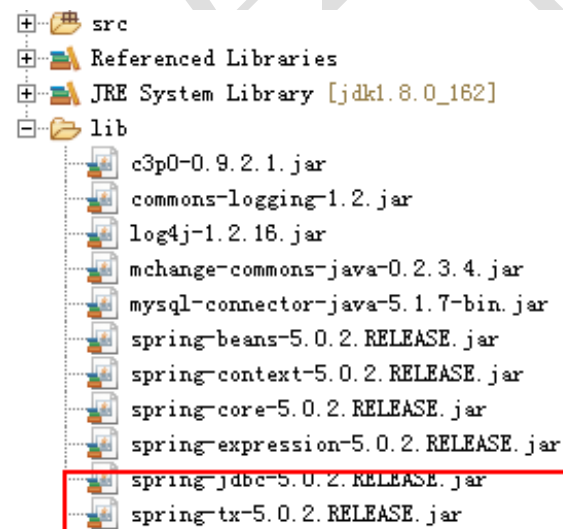 src
Referenced Libraries
JRE System Library [jdk1.8.0_162]
lib
c3p0-0.9.2.1.jar
commons-logging-1.2.jar
log4j-1.2.16.jar
mchange-commons-java-0.2.3.4.jar
mysql-connector-java-5.1.7-bin.jar
spring-beans-5.0.2.RELEASE.jar
spring-context-5.0.2.RELEASE.jar
spring-core-5.0.2.RELEASE.jar
spring-expression-5.0.2.RELEASE.jar
spring-jdbc-5.0.2.RELEASE.jar
spring-tx-5.0.2.RELEASE.jar